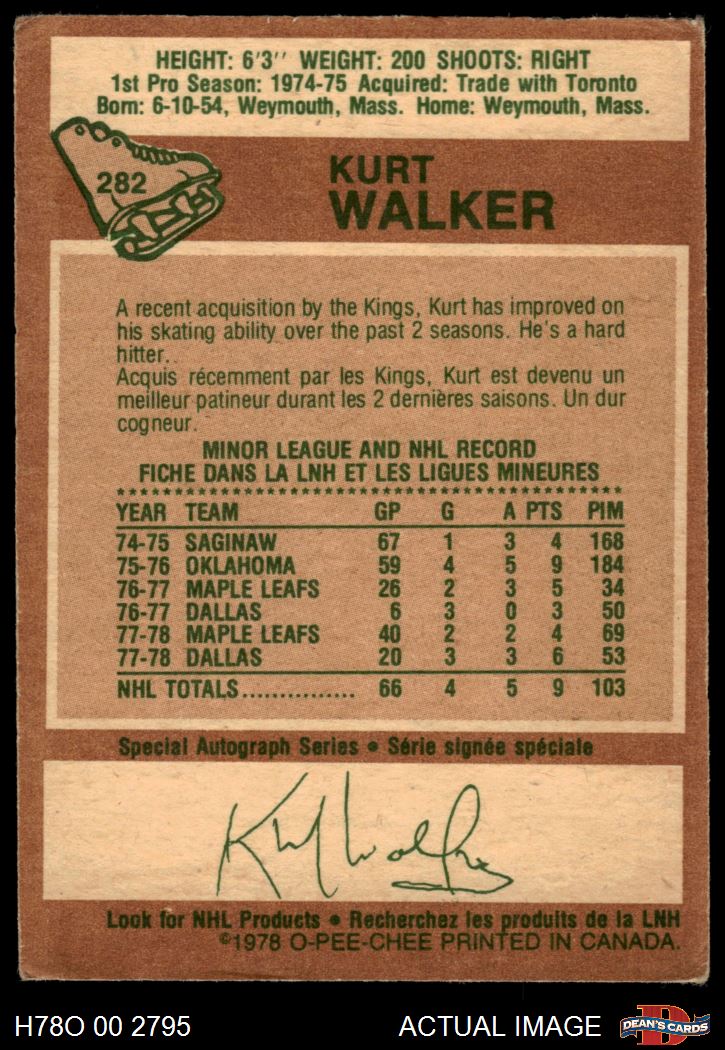 HEIGHT: 6'3'' WEIGHT: 200 SHOOTS: RIGHT
1st Pro Season: 1974-75 Acquired: Trade with Toronto
Born: 6-10-54, Weymouth, Mass. Home: Weymouth, Mass.
282
KURT
WALKER
A recent acquisition by the Kings, Kurt has improved on
his skating ability over the past 2 seasons. He's a hard
hitter..
Acquis récemment par les Kings, Kurt est devenu un
meilleur patineur durant les 2 dernières saisons. Un dur
cogneur.
MINOR LEAGUE AND NHL RECORD
FICHE DANS LA LNH ET LES LIGUES MINEURES
YEAR TEAM GP G A PTS PIM
74-75 SAGINAW 67 1 3 4 168
75-76 OKLAHOMA 59 4 5 9 184
76-77 MAPLE LEAFS 26 2 3 5 34
76-77 DALLAS 6 3 0 3 50
77-78 MAPLE LEAFS 40 2 2 4 69
77-78 DALLAS 20 3 3 6 53
NHL TOTALS............... 66 4 5 9 103
Special Autograph Series • Série signée spéciale
Kurt Walker
Look for NHL Products • Recherchez les produits de la LNH
©1978 O-PEE-CHEE PRINTED IN CANADA.
H78O 00 2795
ACTUAL IMAGE
D
DEAN'S CARDS